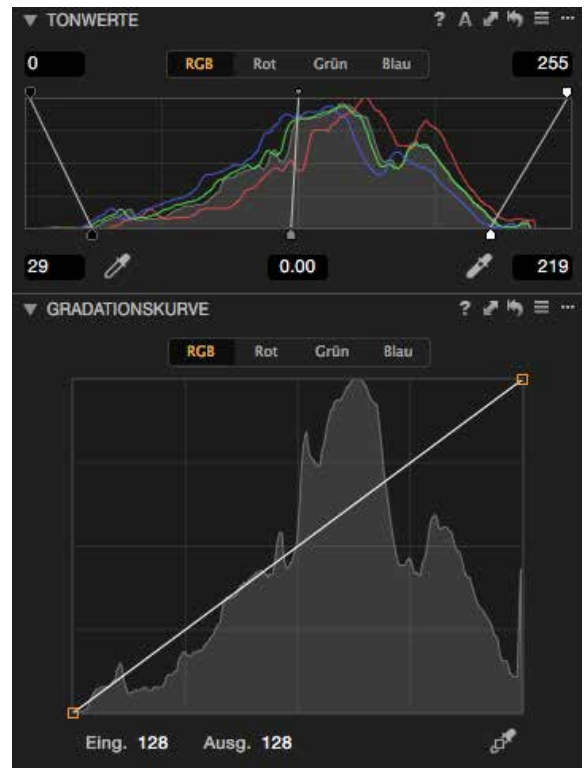 TONWERTE ? A ...
0 RGB Rot Grün Blau 255
29 0.00 219
GRADATIONSKURVE ? ...
RGB Rot Grün Blau
Eing. 128 Ausg. 128